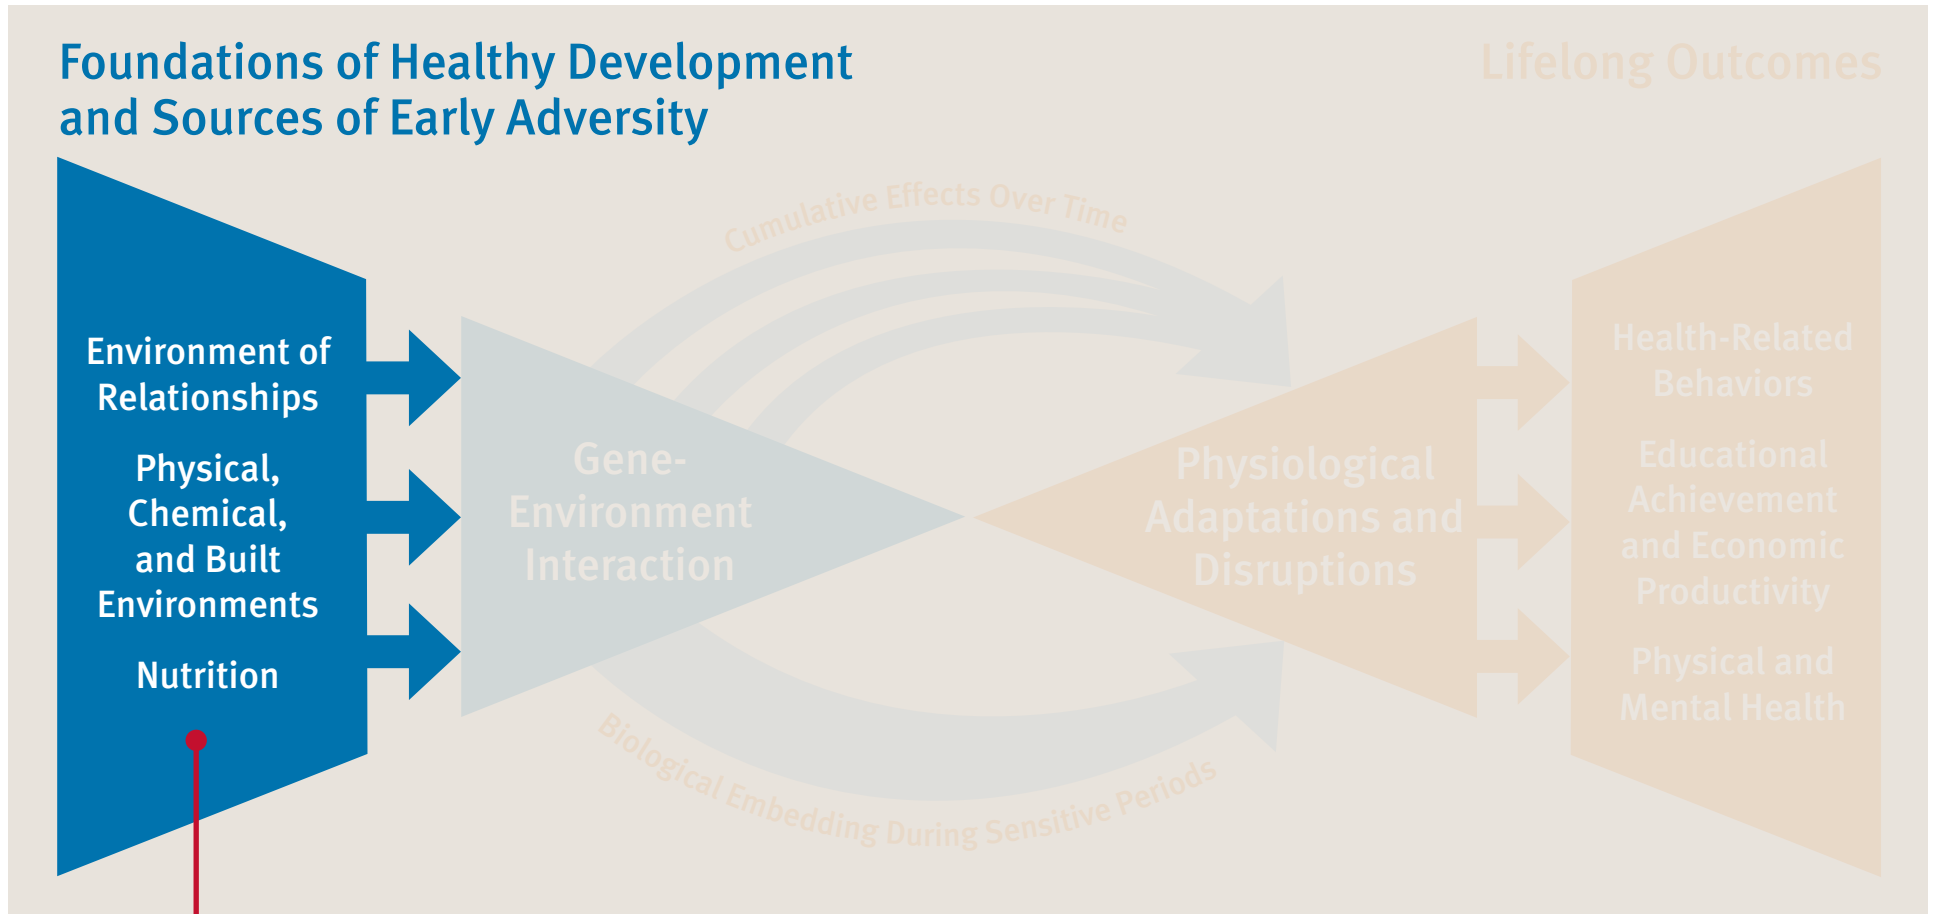 Foundations of Healthy Development
and Sources of Early Adversity
Lifelong Outcomes
Cumulative Effects Over Time
Environment of
Relationships
Physical,
Chemical,
and Built
Environments
Nutrition
Gene-
Environment
Interaction
Physiological
Adaptations and
Disruptions
Health-Related
Behaviors
Educational
Achievement
and Economic
Productivity
Physical and
Mental Health
Biological Embedding During Sensitive Periods